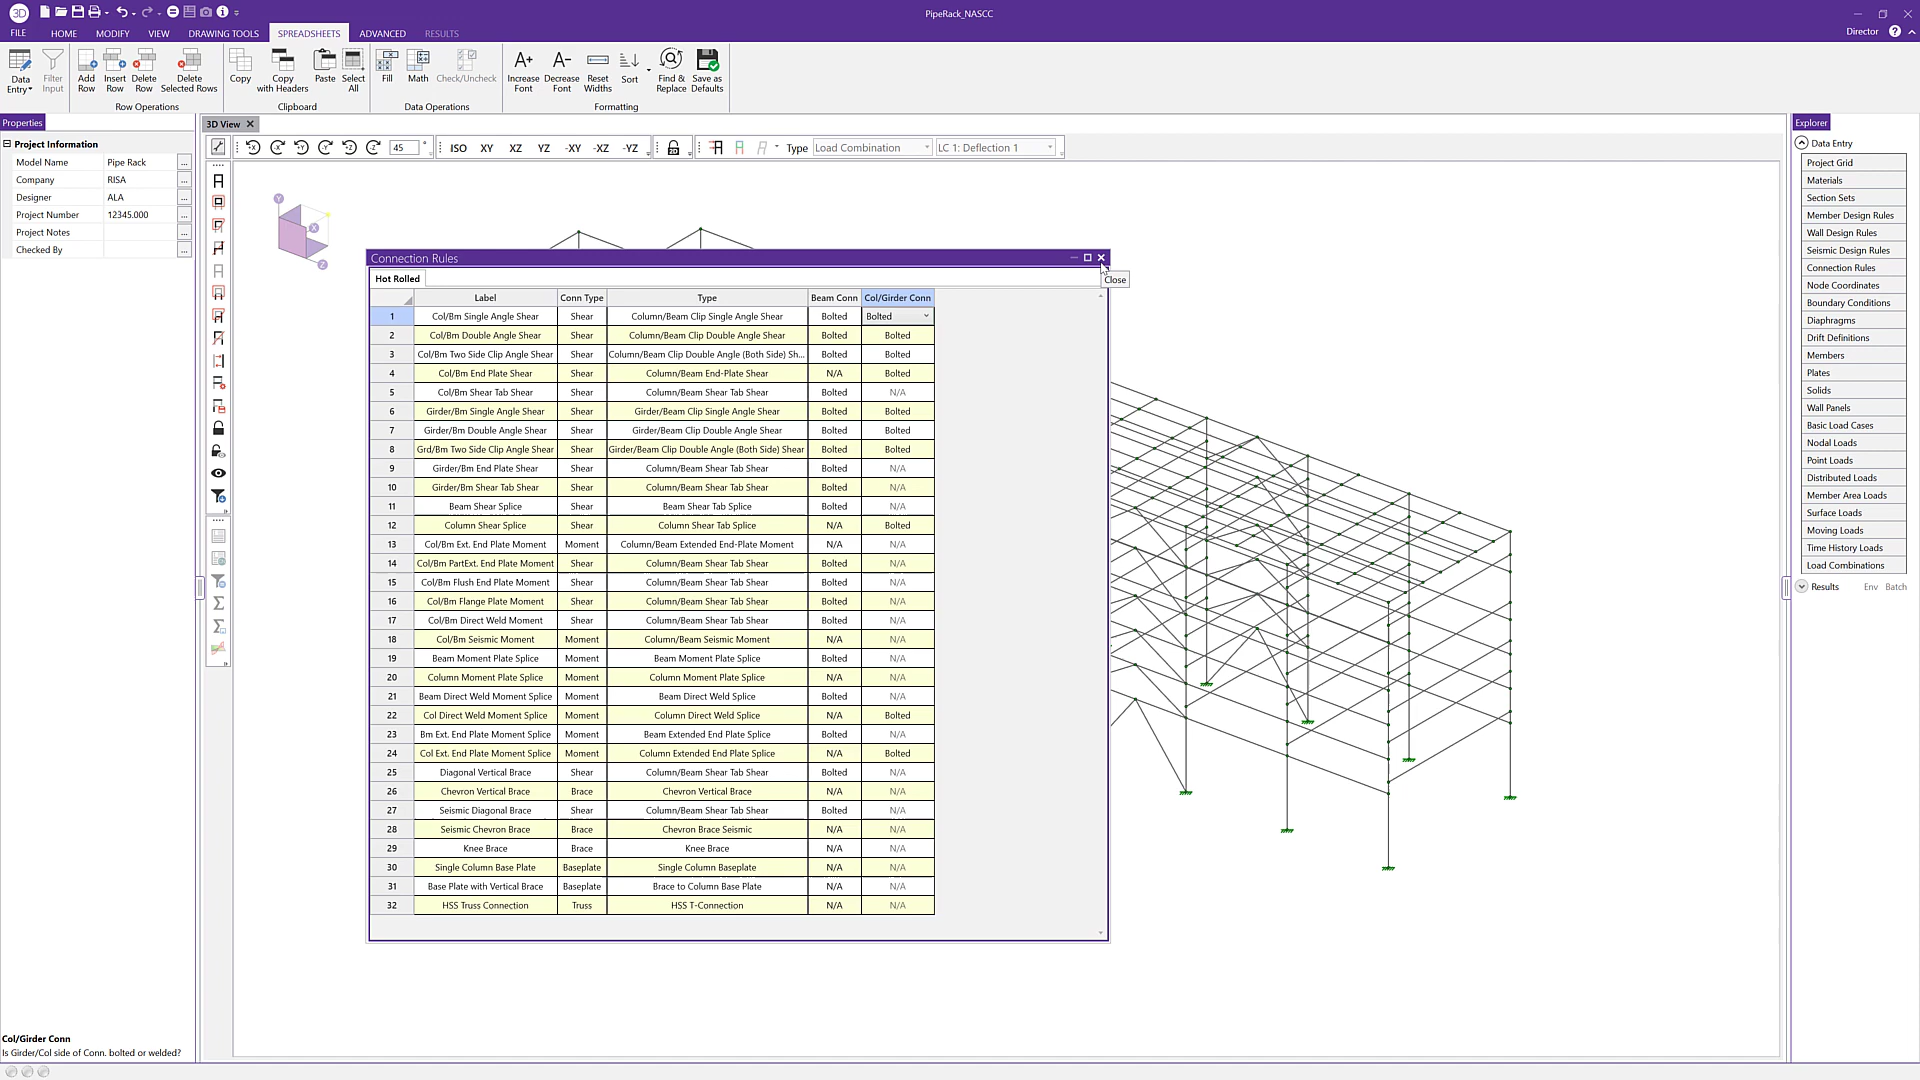 3D
PipeRack_NASCC
FILE HOME MODIFY VIEW DRAWING TOOLS SPREADSHEETS ADVANCED RESULTS
Director
Data Entry
Filter Input
Add Row
Insert Row
Delete Row
Delete Selected Rows
Row Operations
Copy
Copy with Headers
Paste
Select All
Clipboard
Fill
Math
Check/Uncheck
Data Operations
A+ Increase Font
A- Decrease Font
Reset Widths
Sort
Find & Replace
Save as Defaults
Formatting
Properties
Project Information
Model Name Pipe Rack ...
Company RISA ...
Designer ALA ...
Project Number 12345.000 ...
Project Notes ...
Checked By ...
3D View
45 °
ISO XY XZ YZ -XY -XZ -YZ
Type Load Combination LC 1: Deflection 1
Y
X
Z
Connection Rules
Close
Hot Rolled
Label Conn Type Type Beam Conn Col/Girder Conn
1 Col/Bm Single Angle Shear Shear Column/Beam Clip Single Angle Shear Bolted Bolted
2 Col/Bm Double Angle Shear Shear Column/Beam Clip Double Angle Shear Bolted Bolted
3 Col/Bm Two Side Clip Angle Shear Shear Column/Beam Clip Double Angle (Both Side) Sh... Bolted Bolted
4 Col/Bm End Plate Shear Shear Column/Beam End-Plate Shear N/A Bolted
5 Col/Bm Shear Tab Shear Shear Column/Beam Shear Tab Shear Bolted N/A
6 Girder/Bm Single Angle Shear Shear Girder/Beam Clip Single Angle Shear Bolted Bolted
7 Girder/Bm Double Angle Shear Shear Girder/Beam Clip Double Angle Shear Bolted Bolted
8 Grd/Bm Two Side Clip Angle Shear Shear Girder/Beam Clip Double Angle (Both Side) Shear Bolted Bolted
9 Girder/Bm End Plate Shear Shear Column/Beam Shear Tab Shear Bolted N/A
10 Girder/Bm Shear Tab Shear Shear Column/Beam Shear Tab Shear Bolted N/A
11 Beam Shear Splice Shear Beam Shear Tab Splice Bolted N/A
12 Column Shear Splice Shear Column Shear Tab Splice N/A Bolted
13 Col/Bm Ext. End Plate Moment Moment Column/Beam Extended End-Plate Moment N/A N/A
14 Col/Bm PartExt. End Plate Moment Shear Column/Beam Shear Tab Shear Bolted N/A
15 Col/Bm Flush End Plate Moment Shear Column/Beam Shear Tab Shear Bolted N/A
16 Col/Bm Flange Plate Moment Shear Column/Beam Shear Tab Shear Bolted N/A
17 Col/Bm Direct Weld Moment Shear Column/Beam Shear Tab Shear Bolted N/A
18 Col/Bm Seismic Moment Moment Column/Beam Seismic Moment N/A N/A
19 Beam Moment Plate Splice Moment Beam Moment Plate Splice Bolted N/A
20 Column Moment Plate Splice Moment Column Moment Plate Splice N/A N/A
21 Beam Direct Weld Moment Splice Moment Beam Direct Weld Splice Bolted N/A
22 Col Direct Weld Moment Splice Moment Column Direct Weld Splice N/A Bolted
23 Bm Ext. End Plate Moment Splice Moment Beam Extended End Plate Splice Bolted N/A
24 Col Ext. End Plate Moment Splice Moment Column Extended End Plate Splice N/A Bolted
25 Diagonal Vertical Brace Shear Column/Beam Shear Tab Shear Bolted N/A
26 Chevron Vertical Brace Brace Chevron Vertical Brace N/A N/A
27 Seismic Diagonal Brace Shear Column/Beam Shear Tab Shear Bolted N/A
28 Seismic Chevron Brace Brace Chevron Brace Seismic N/A N/A
29 Knee Brace Brace Knee Brace N/A N/A
30 Single Column Base Plate Baseplate Single Column Baseplate N/A N/A
31 Base Plate with Vertical Brace Baseplate Brace to Column Base Plate N/A N/A
32 HSS Truss Connection Truss HSS T-Connection N/A N/A
Explorer
Data Entry
Project Grid
Materials
Section Sets
Member Design Rules
Wall Design Rules
Seismic Design Rules
Connection Rules
Node Coordinates
Boundary Conditions
Diaphragms
Drift Definitions
Members
Plates
Solids
Wall Panels
Basic Load Cases
Nodal Loads
Point Loads
Distributed Loads
Member Area Loads
Surface Loads
Moving Loads
Time History Loads
Load Combinations
Results Env Batch
Col/Girder Conn
Is Girder/Col side of Conn. bolted or welded?